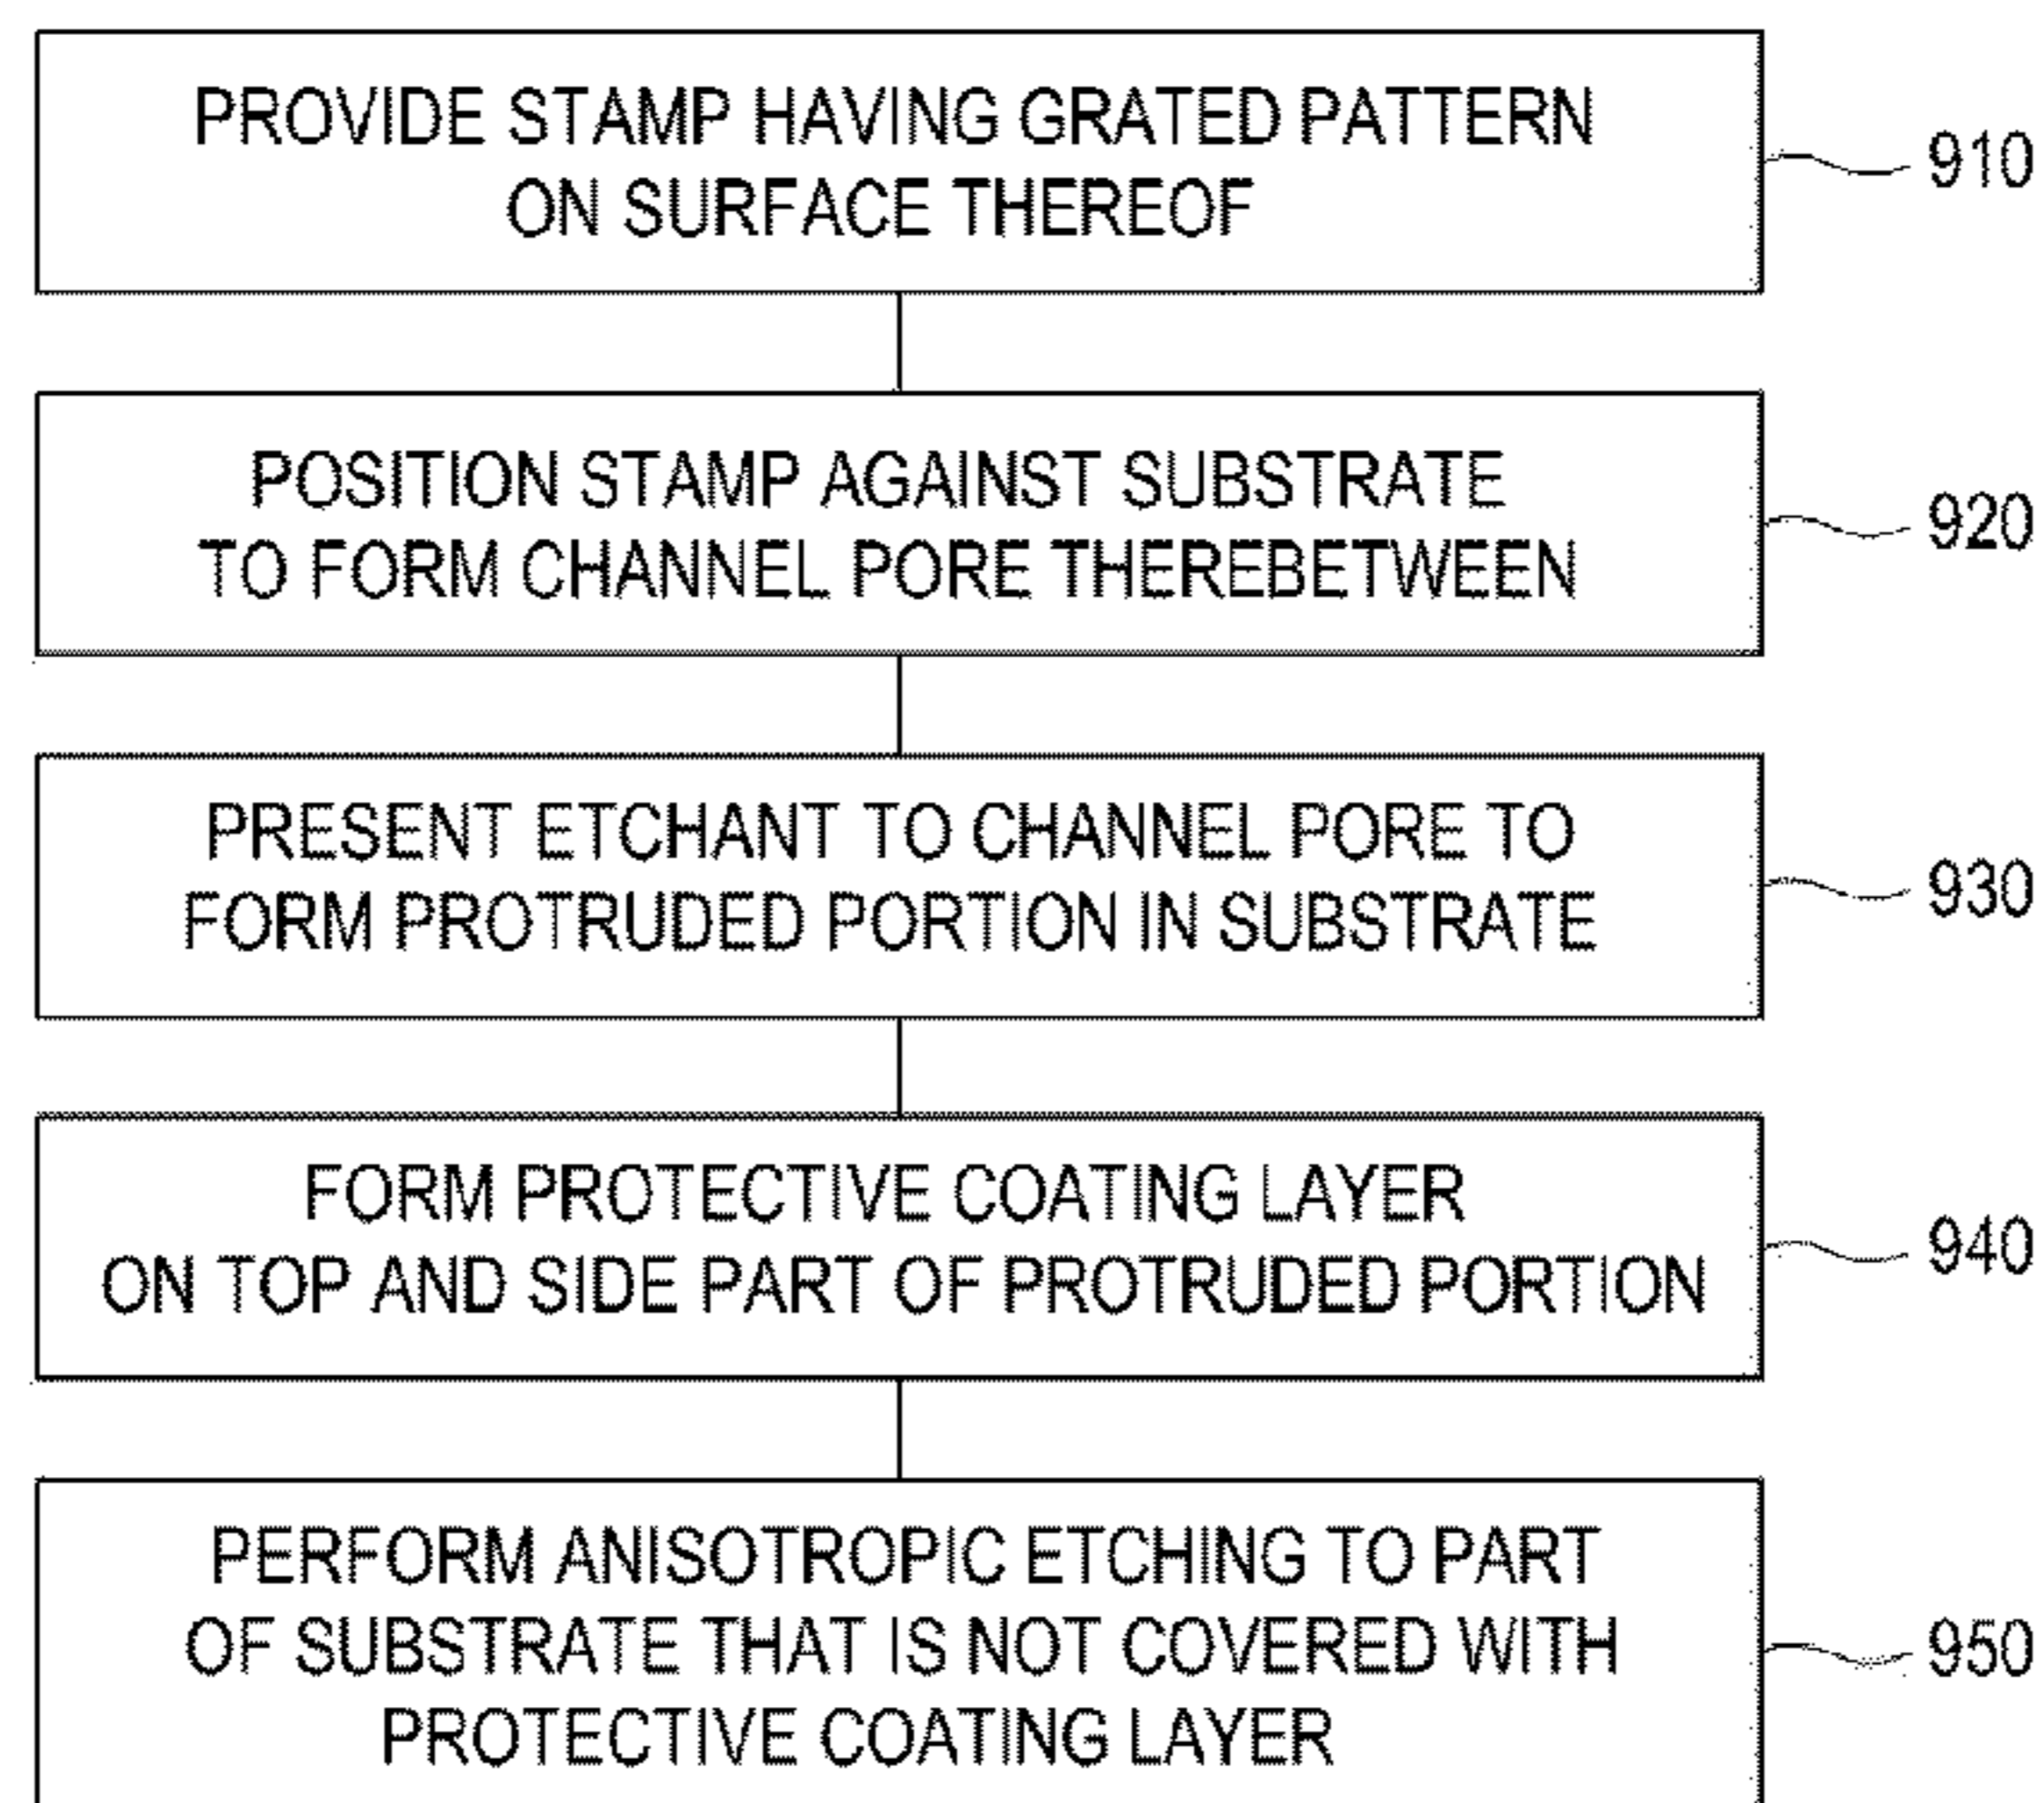 PROVIDE STAMP HAVING GRATED PATTERN
ON SURFACE THEREOF
910
POSITION STAMP AGAINST SUBSTRATE
TO FORM CHANNEL PORE THEREBETWEEN
920
PRESENT ETCHANT TO CHANNEL PORE TO
FORM PROTRUDED PORTION IN SUBSTRATE
930
FORM PROTECTIVE COATING LAYER
ON TOP AND SIDE PART OF PROTRUDED PORTION
940
PERFORM ANISOTROPIC ETCHING TO PART
OF SUBSTRATE THAT IS NOT COVERED WITH
PROTECTIVE COATING LAYER
950